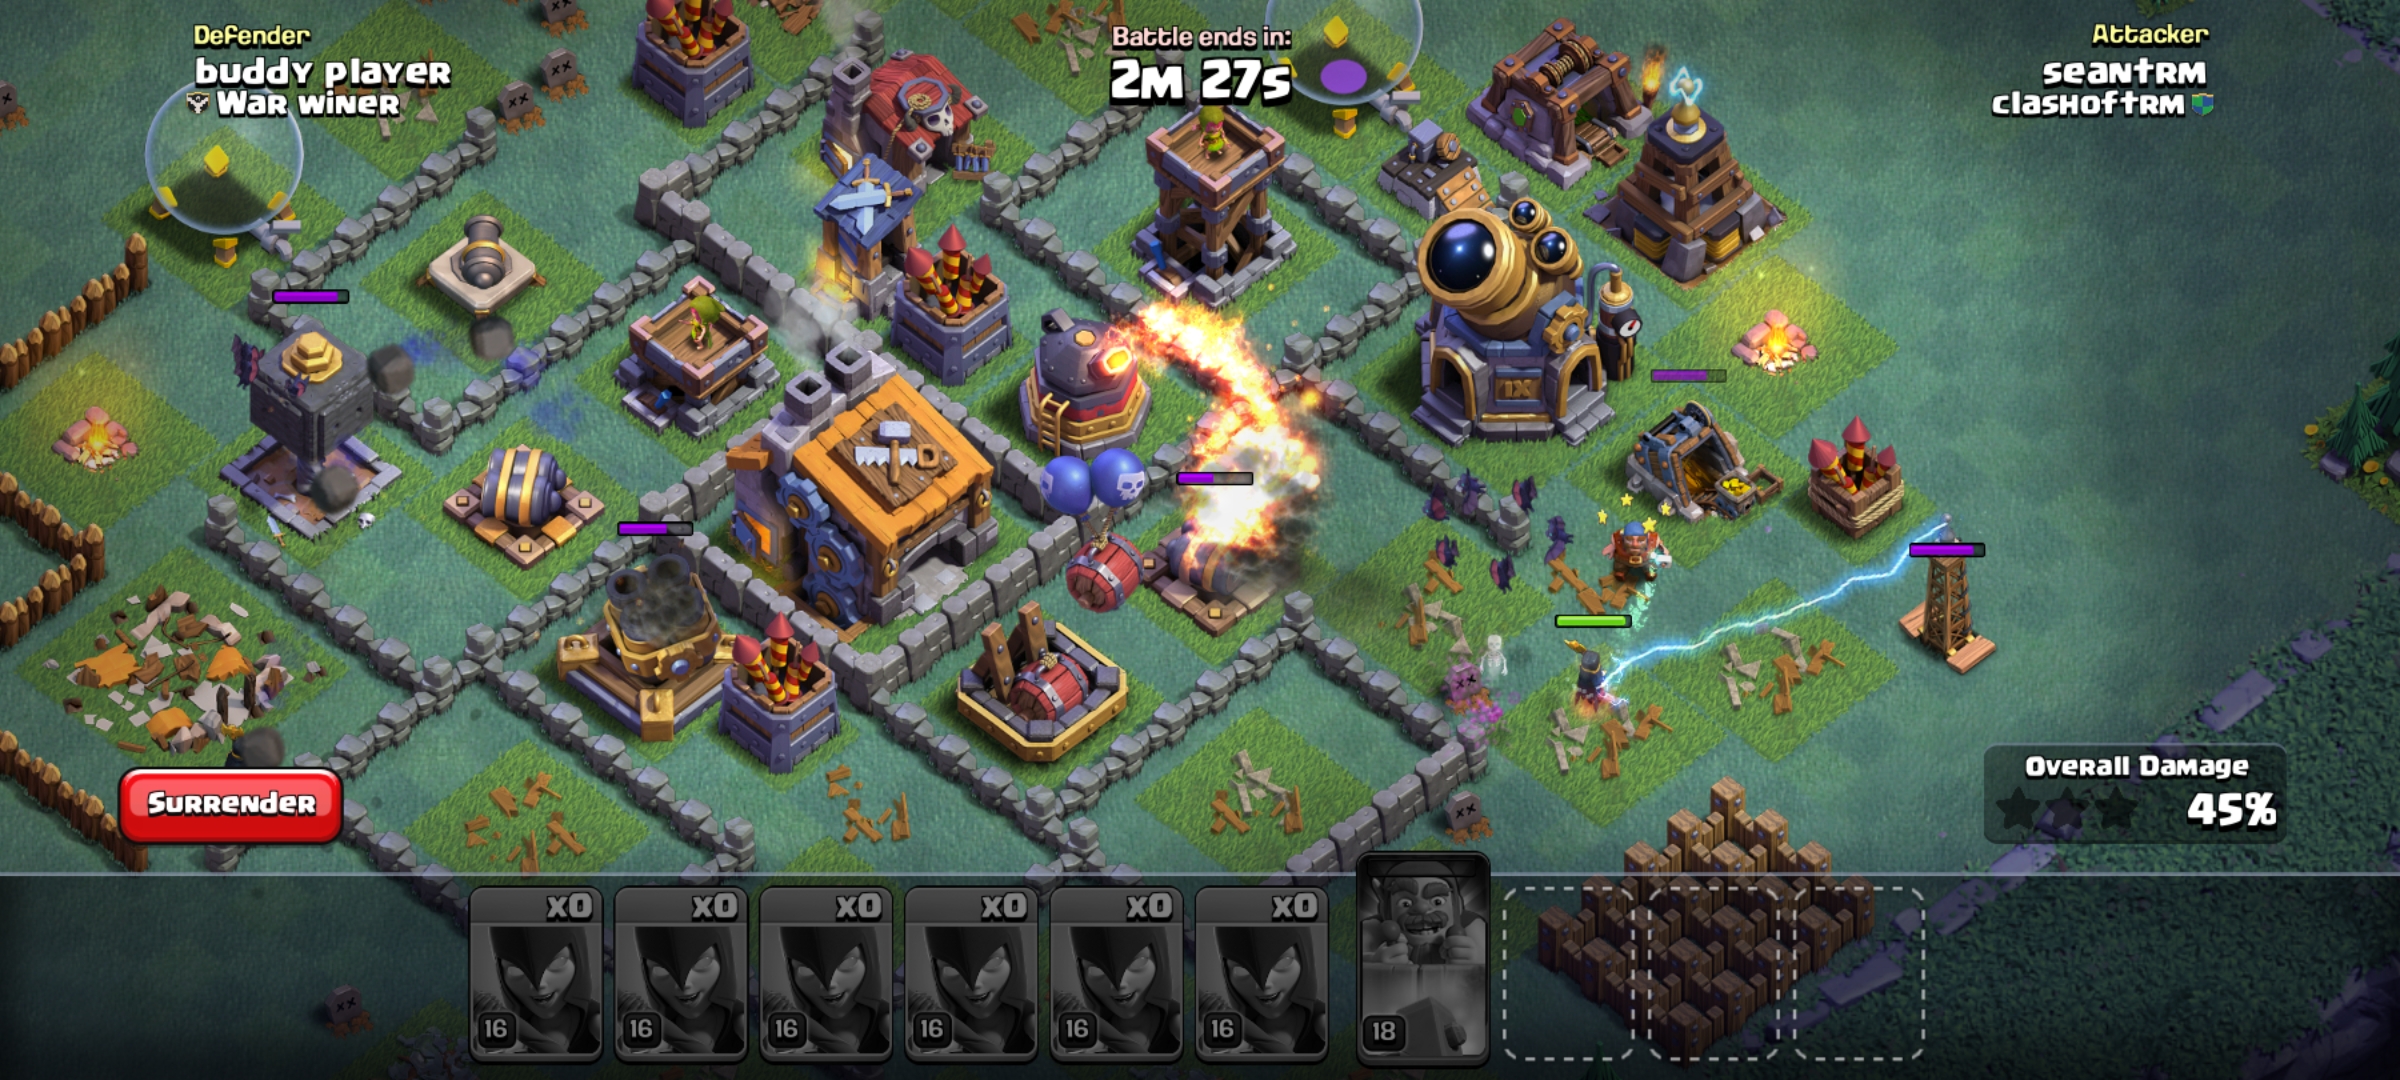 Defender
buddy player
War winer
Battle ends in:
2M 27s
Attacker
seantrm
clashoftrm
IX
Surrender
Overall Damage
45%
x0
x0
x0
x0
x0
x0
16
16
16
16
16
16
18